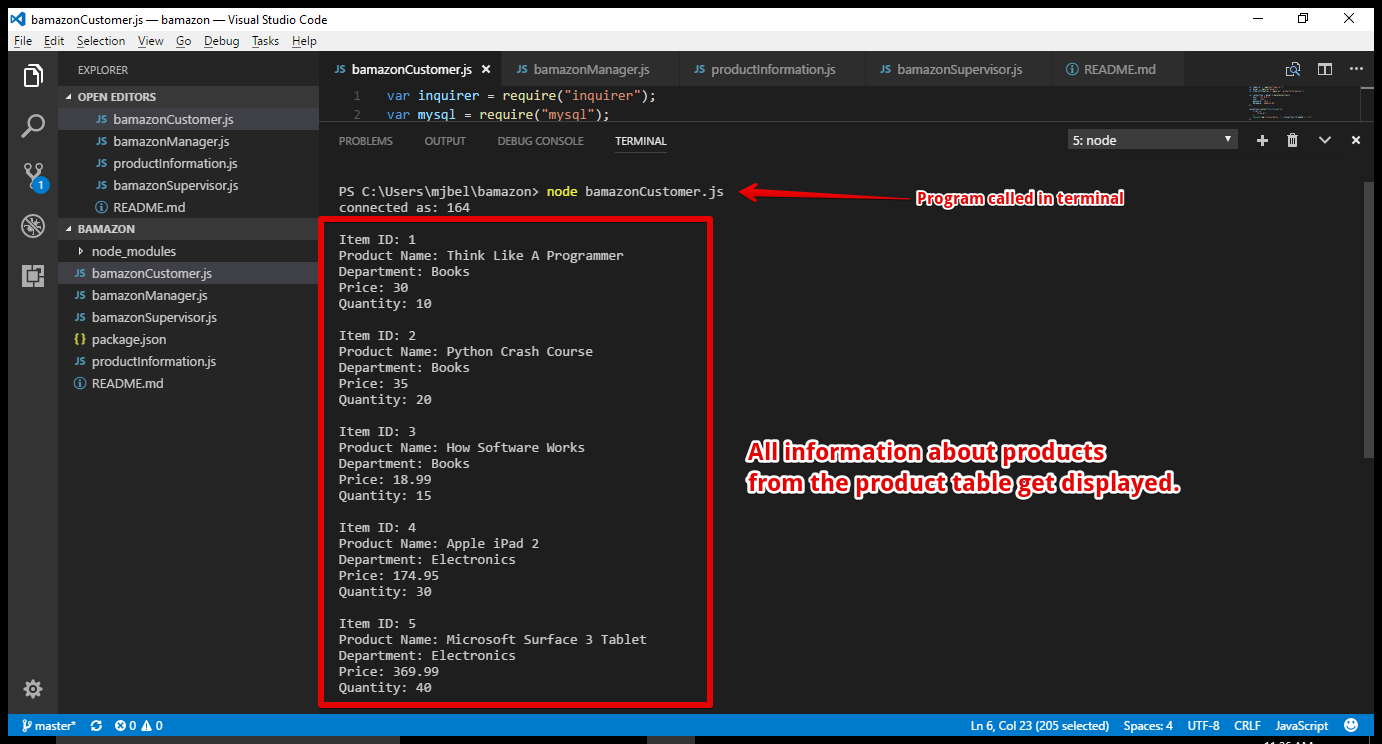 bamazonCustomer.js — bamazon — Visual Studio Code
File Edit Selection View Go Debug Tasks Help
EXPLORER
OPEN EDITORS
JS bamazonCustomer.js
JS bamazonManager.js
JS productInformation.js
JS bamazonSupervisor.js
README.md
BAMAZON
node_modules
JS bamazonCustomer.js
JS bamazonManager.js
JS bamazonSupervisor.js
{} package.json
JS productInformation.js
README.md
1
JS bamazonCustomer.js JS bamazonManager.js JS productInformation.js JS bamazonSupervisor.js README.md
1 var inquirer = require("inquirer");
2 var mysql = require("mysql");
PROBLEMS OUTPUT DEBUG CONSOLE TERMINAL 5: node
PS C:\Users\mjbel\bamazon> node bamazonCustomer.js
Program called in terminal
connected as: 164
Item ID: 1
Product Name: Think Like A Programmer
Department: Books
Price: 30
Quantity: 10
Item ID: 2
Product Name: Python Crash Course
Department: Books
Price: 35
Quantity: 20
Item ID: 3
Product Name: How Software Works
Department: Books
Price: 18.99
Quantity: 15
Item ID: 4
Product Name: Apple iPad 2
Department: Electronics
Price: 174.95
Quantity: 30
Item ID: 5
Product Name: Microsoft Surface 3 Tablet
Department: Electronics
Price: 369.99
Quantity: 40
All information about products
from the product table get displayed.
master* 0 0 Ln 6, Col 23 (205 selected) Spaces: 4 UTF-8 CRLF JavaScript